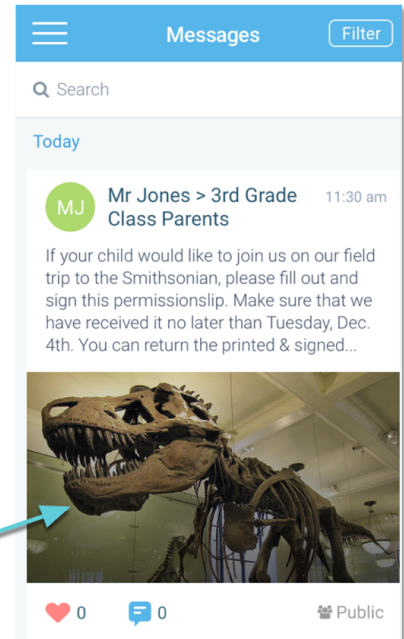 Messages Filter
Search
Today
MJ Mr Jones > 3rd Grade 11:30 am
Class Parents
If your child would like to join us on our field
trip to the Smithsonian, please fill out and
sign this permissionslip. Make sure that we
have received it no later than Tuesday, Dec.
4th. You can return the printed & signed...
0 0 Public